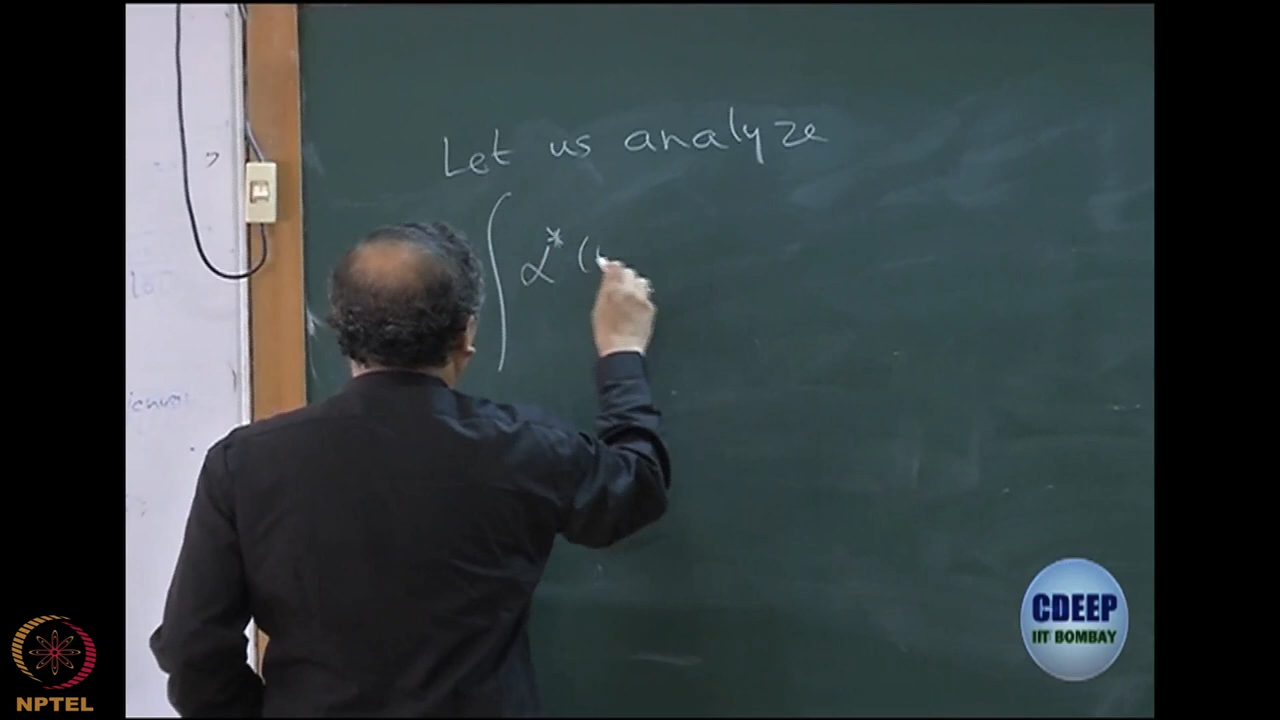 Let us analyze
∫ α* (
CDEEP
IIT BOMBAY
NPTEL